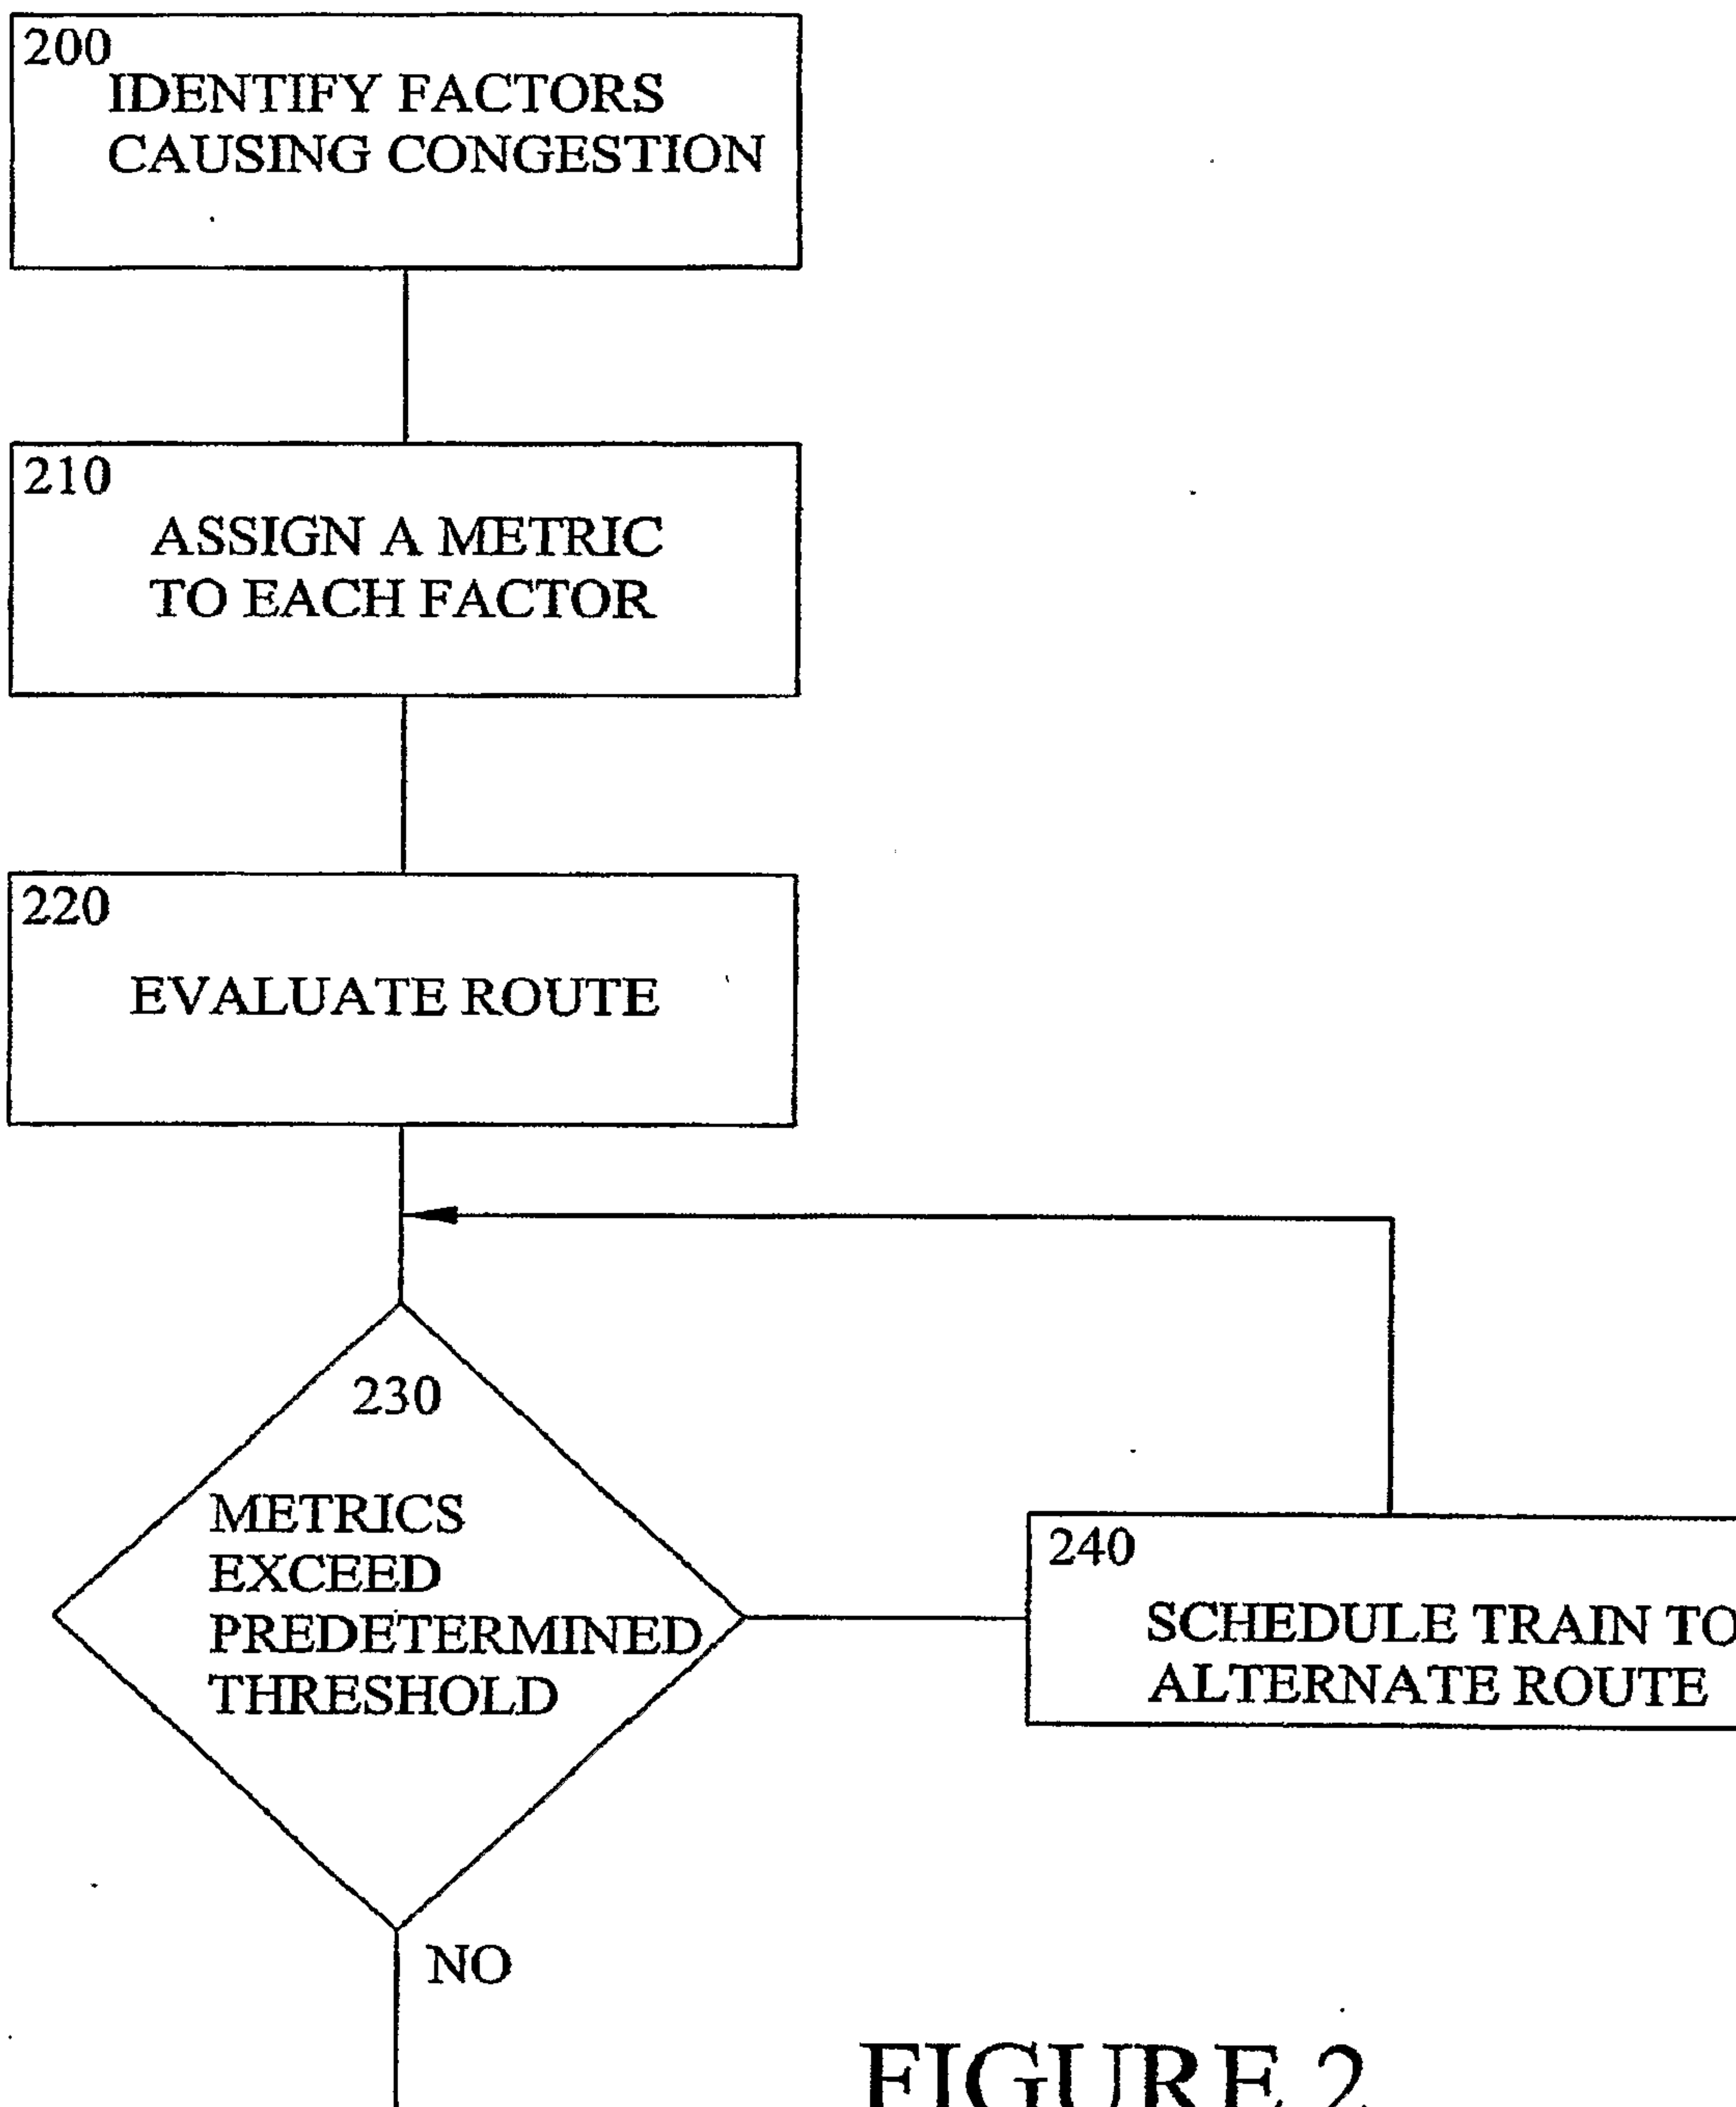 200
IDENTIFY FACTORS
CAUSING CONGESTION
210
ASSIGN A METRIC
TO EACH FACTOR
220
EVALUATE ROUTE
230
METRICS
EXCEED
PREDETERMINED
THRESHOLD
240
SCHEDULE TRAIN TO
ALTERNATE ROUTE
NO
FIGURE 2